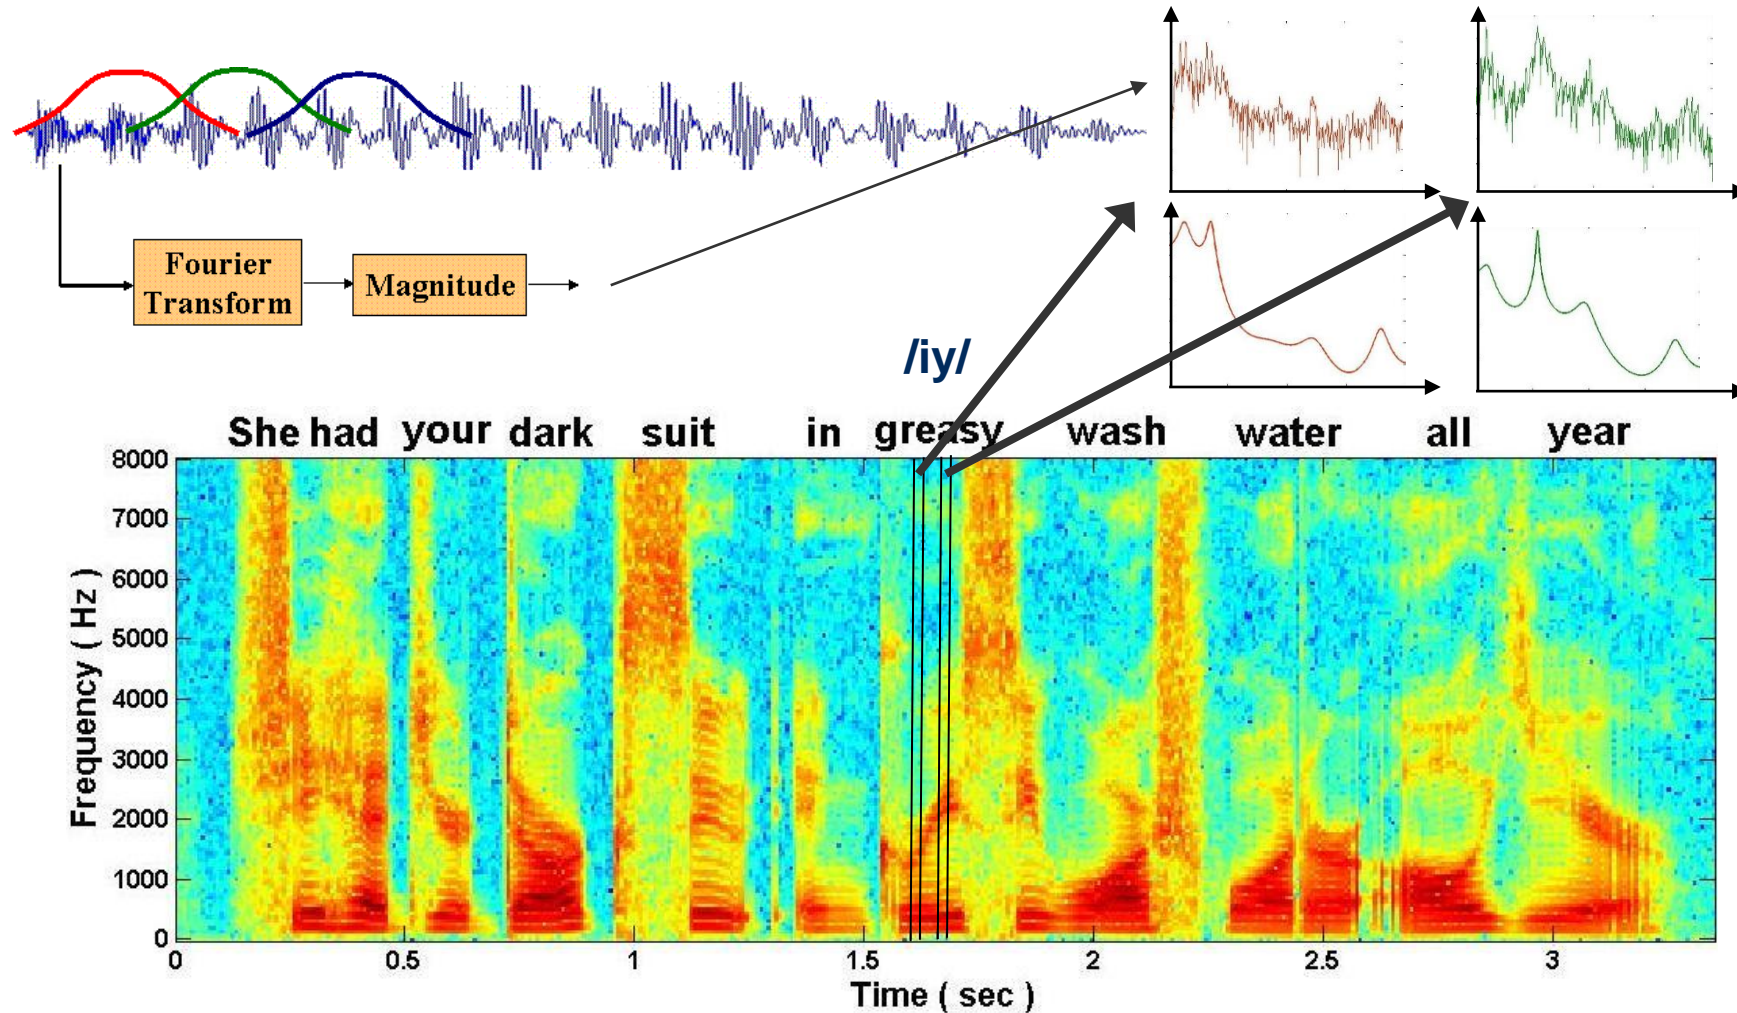 Fourier
Transform
Magnitude
/iy/
She had your dark suit in greasy wash water all year
8000
7000
6000
5000
4000
3000
2000
1000
0
Frequency ( Hz )
0 0.5 1 1.5 2 2.5 3
Time ( sec )